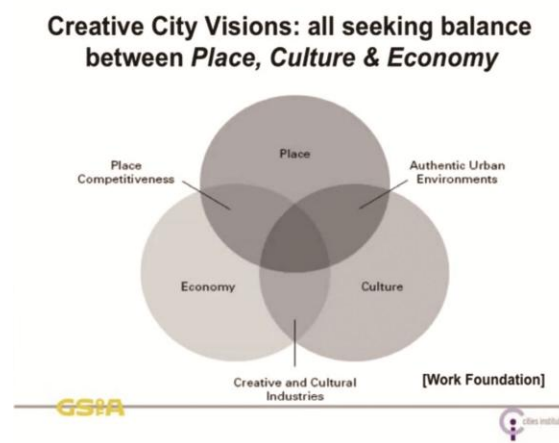 Creative City Visions: all seeking balance
between Place, Culture & Economy
Place
Place
Competitiveness
Authentic Urban
Environments
Economy
Culture
Creative and Cultural
Industries
[Work Foundation]
cities